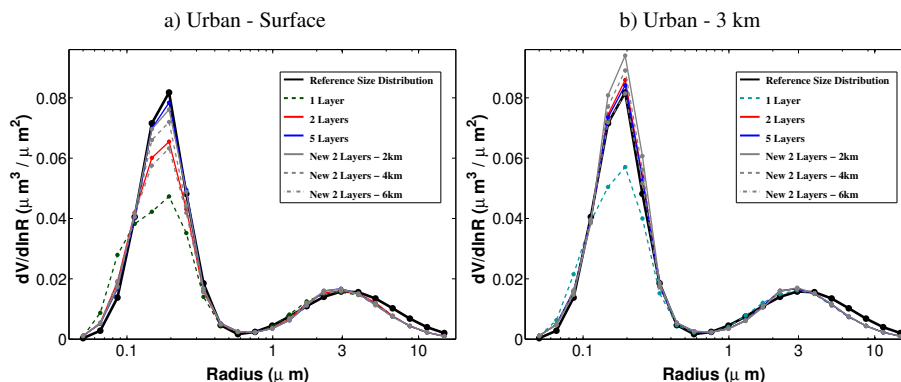 a) Urban - Surface
dV/dlnR (μ m³ / μ m²)
0.08
0.06
0.04
0.02
0
0.1
1
3
10
Radius (μ m)
Reference Size Distribution
1 Layer
2 Layers
5 Layers
New 2 Layers – 2km
New 2 Layers – 4km
New 2 Layers – 6km
b) Urban - 3 km
dV/dlnR (μ m³ / μ m²)
0.08
0.06
0.04
0.02
0
0.1
1
3
10
Radius (μ m)
Reference Size Distribution
1 Layer
2 Layers
5 Layers
New 2 Layers – 2km
New 2 Layers – 4km
New 2 Layers – 6km